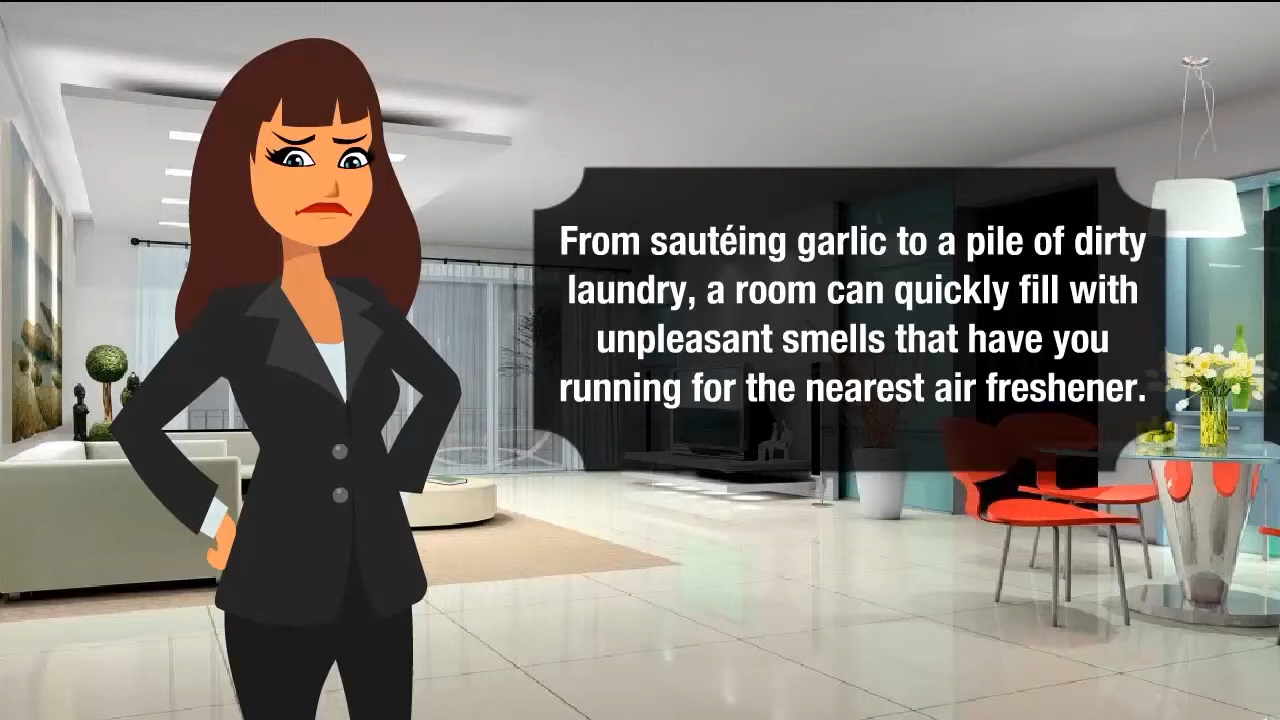 From sautéing garlic to a pile of dirty
laundry, a room can quickly fill with
unpleasant smells that have you
running for the nearest air freshener.